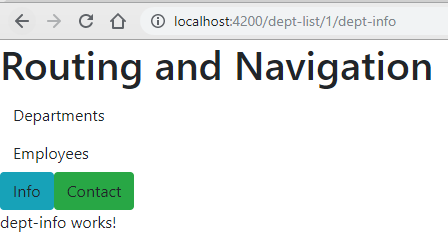 localhost:4200/dept-list/1/dept-info
Routing and Navigation
Departments
Employees
Info Contact
dept-info works!